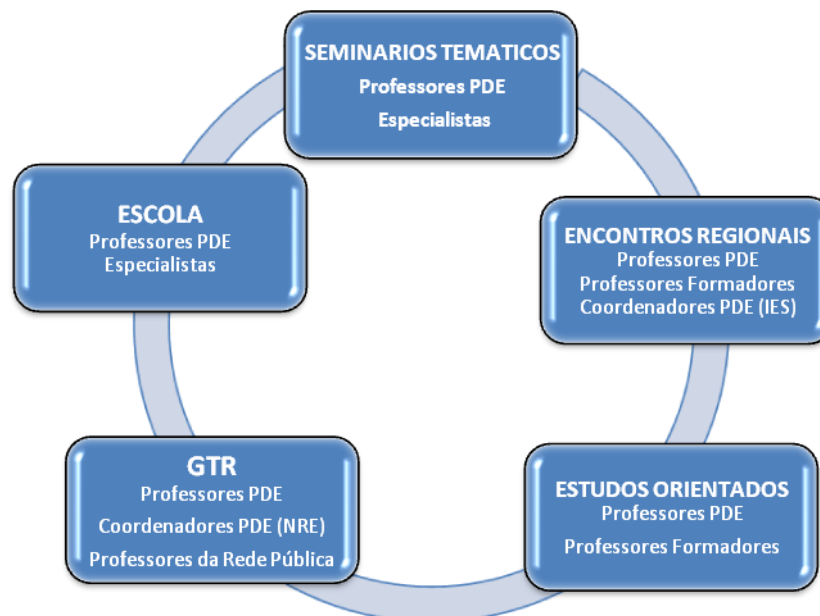 SEMINARIOS TEMATICOS
Professores PDE
Especialistas
ENCONTROS REGIONAIS
Professores PDE
Professores Formadores
Coordenadores PDE (IES)
ESTUDOS ORIENTADOS
Professores PDE
Professores Formadores
GTR
Professores PDE
Coordenadores PDE (NRE)
Professores da Rede Pública
ESCOLA
Professores PDE
Especialistas